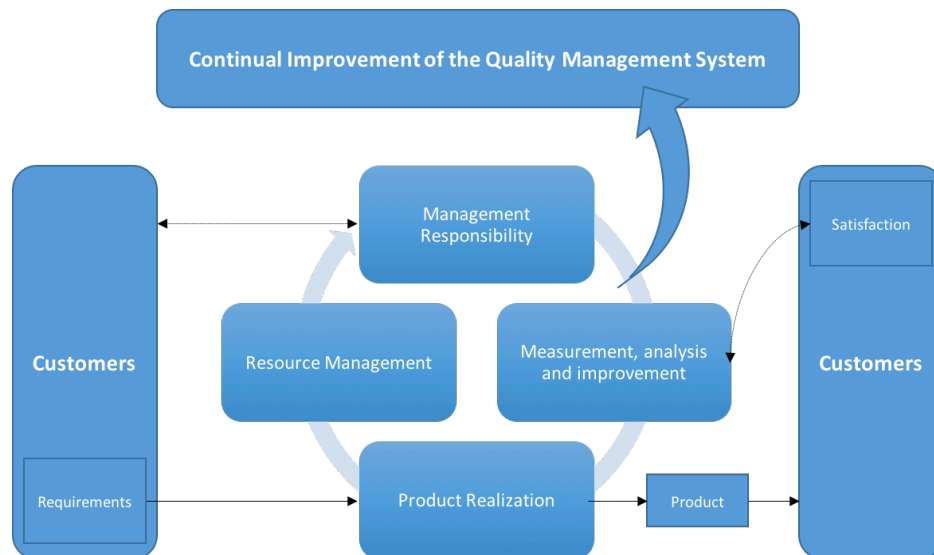 Continual Improvement of the Quality Management System
Management
Responsibility
Satisfaction
Customers
Resource Management
Measurement, analysis
and improvement
Customers
Requirements
Product Realization
Product